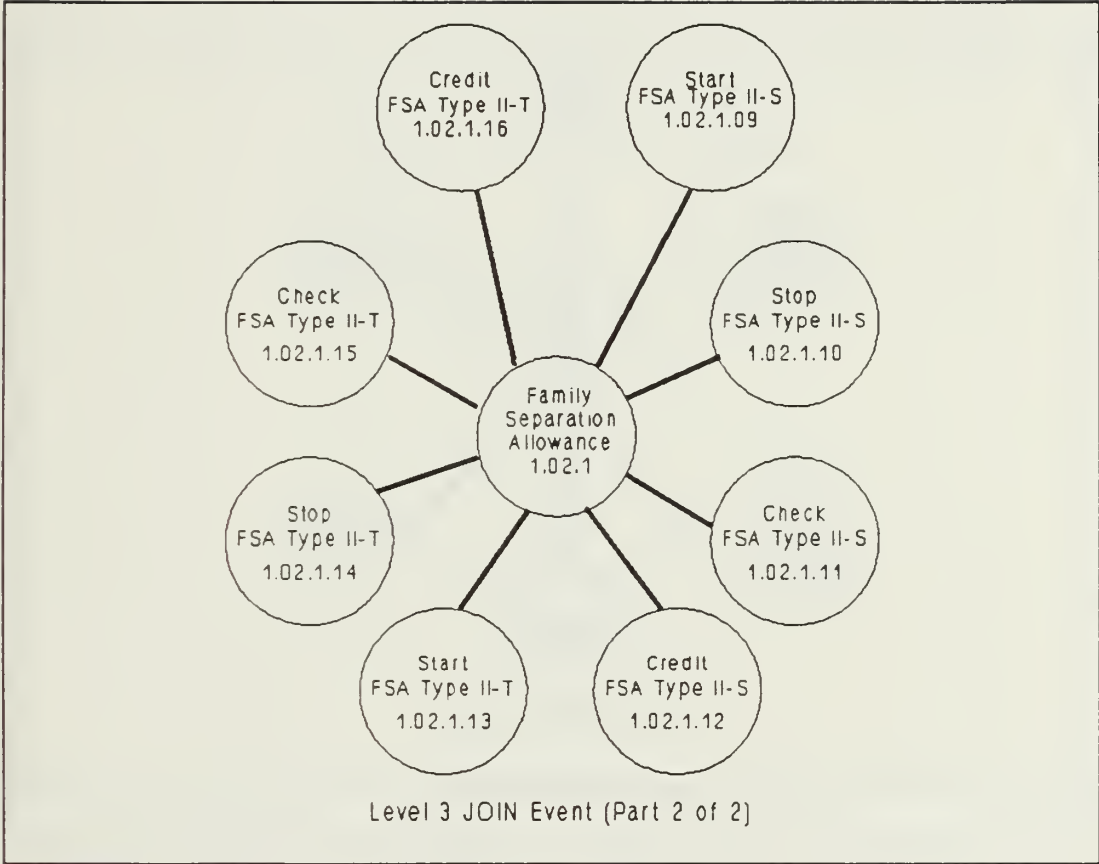 Credit
FSA Type II-T
1.02.1.16
Start
FSA Type II-S
1.02.1.09
Check
FSA Type II-T
1.02.1.15
Stop
FSA Type II-S
1.02.1.10
Family
Separation
Allowance
1.02.1
Stop
FSA Type II-T
1.02.1.14
Check
FSA Type II-S
1.02.1.11
Start
FSA Type II-T
1.02.1.13
Credit
FSA Type II-S
1.02.1.12
Level 3 JOIN Event (Part 2 of 2)